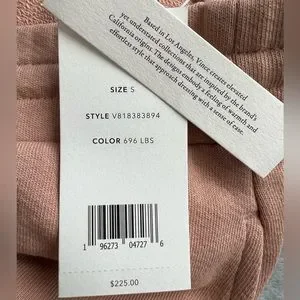 Based in Los Angeles, Vince creates elevated
yet understated collections that are inspired by the brand's
California origins. The designs embody a feeling of warmth and
effortless style that approach dressing with a sense of ease.
SIZE S
STYLE V818383894
COLOR 696 LBS
1 96273 04727 6
$225.00